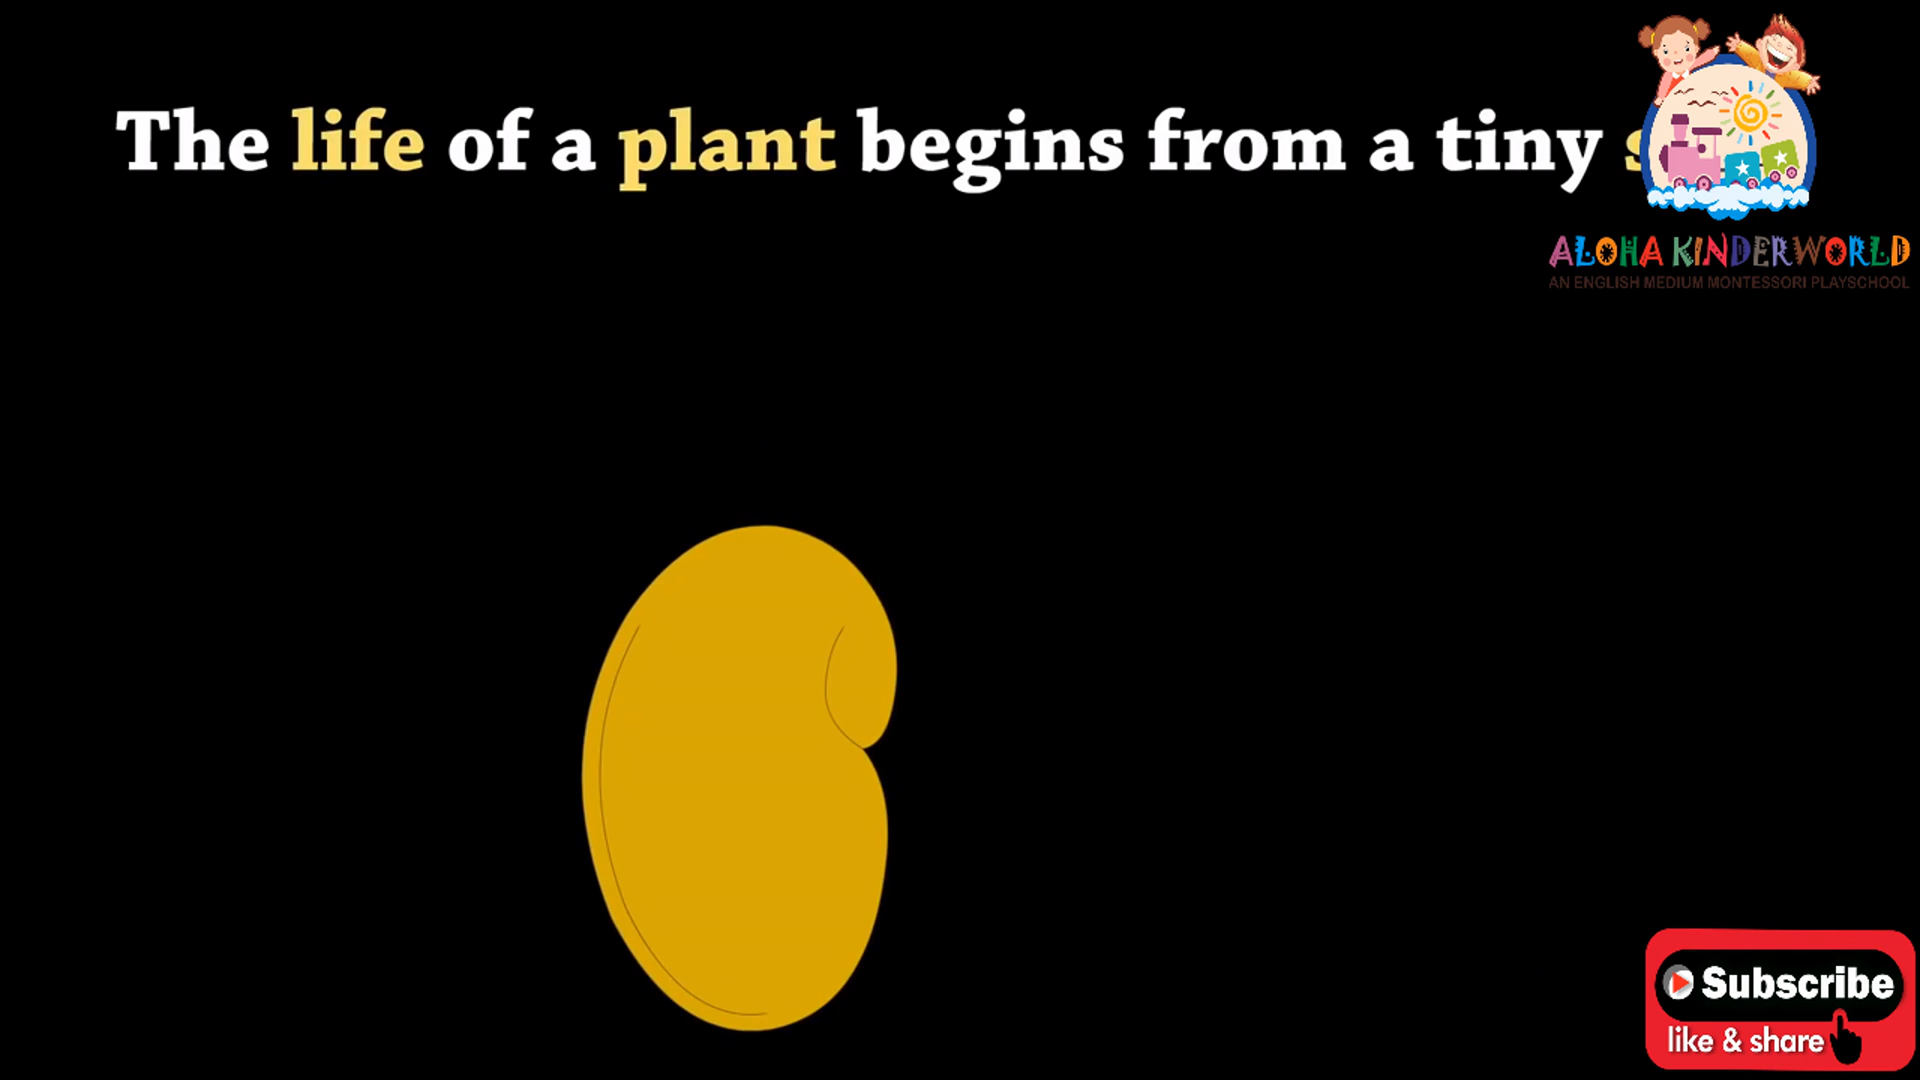 The life of a plant begins from a tiny
ALOHA KINDERWORLD
AN ENGLISH MEDIUM MONTESSORI PLAYSCHOOL
Subscribe
like & share